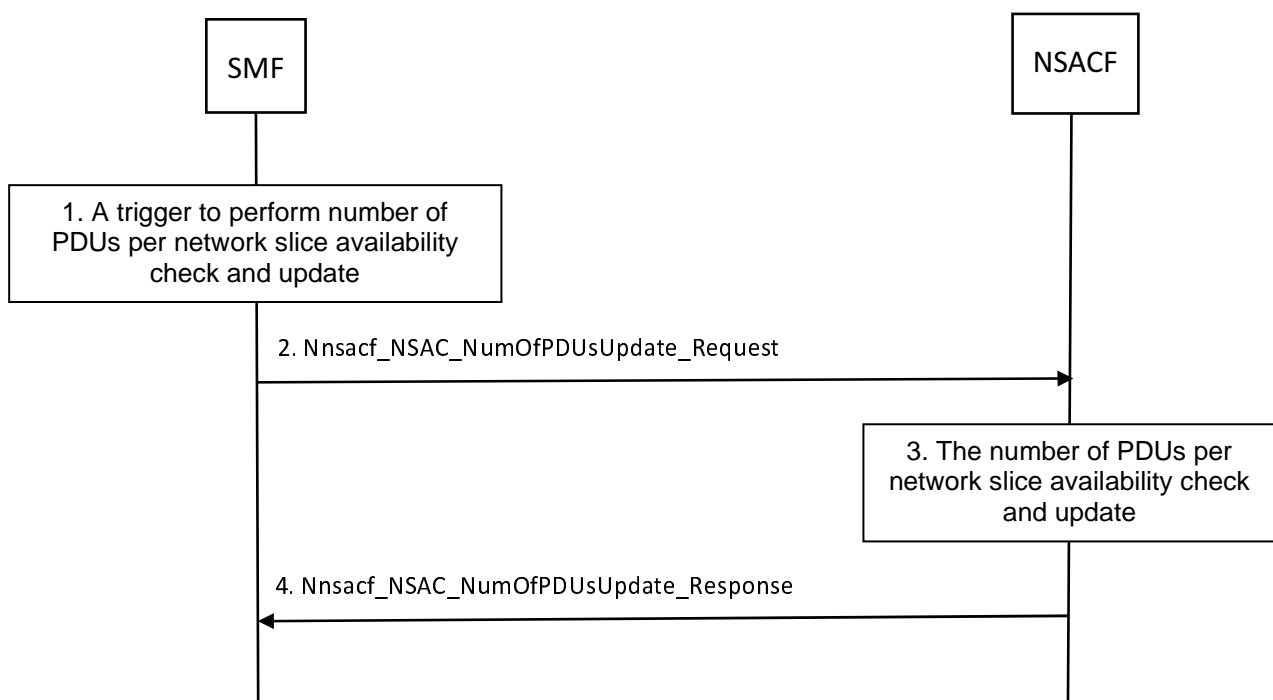 SMF
NSACF
1. A trigger to perform number of
PDUs per network slice availability
check and update
2. Nnsacf_NSAC_NumOfPDUsUpdate_Request
3. The number of PDUs per
network slice availability check
and update
4. Nnsacf_NSAC_NumOfPDUsUpdate_Response